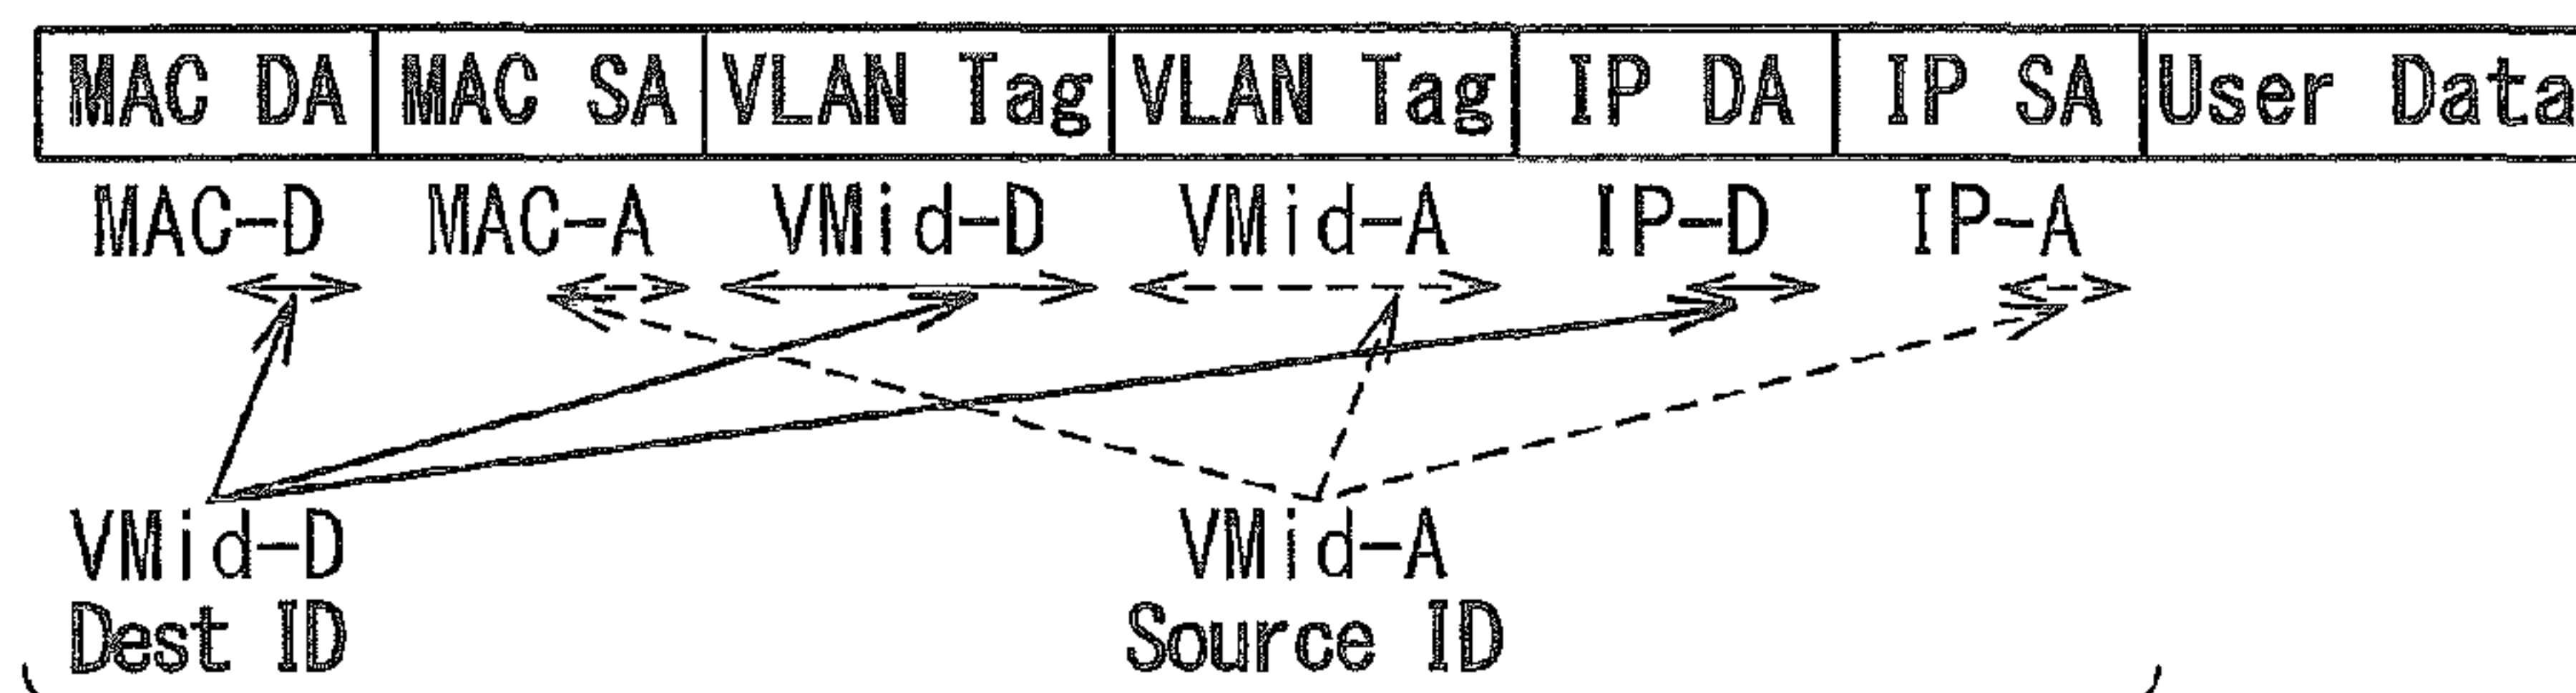 MAC DA MAC SA VLAN Tag VLAN Tag IP DA IP SA User Data
MAC-D MAC-A VMid-D VMid-A IP-D IP-A
VMid-D VMid-A
Dest ID Source ID